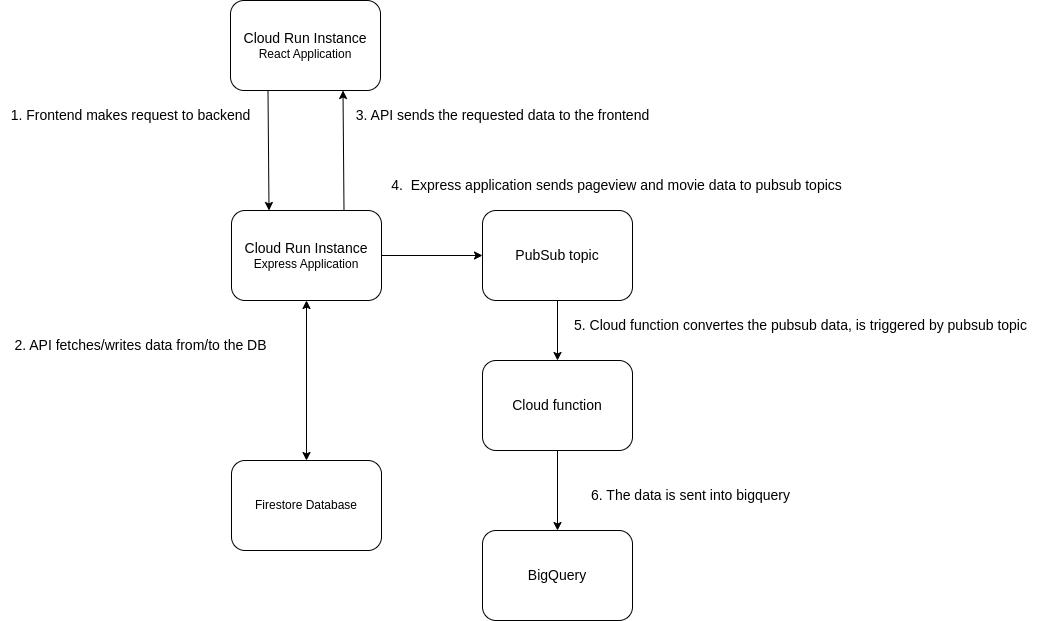 Cloud Run Instance
React Application
1. Frontend makes request to backend
3. API sends the requested data to the frontend
4.  Express application sends pageview and movie data to pubsub topics
Cloud Run Instance
Express Application
PubSub topic
5. Cloud function convertes the pubsub data, is triggered by pubsub topic
2. API fetches/writes data from/to the DB
Cloud function
6. The data is sent into bigquery
Firestore Database
BigQuery